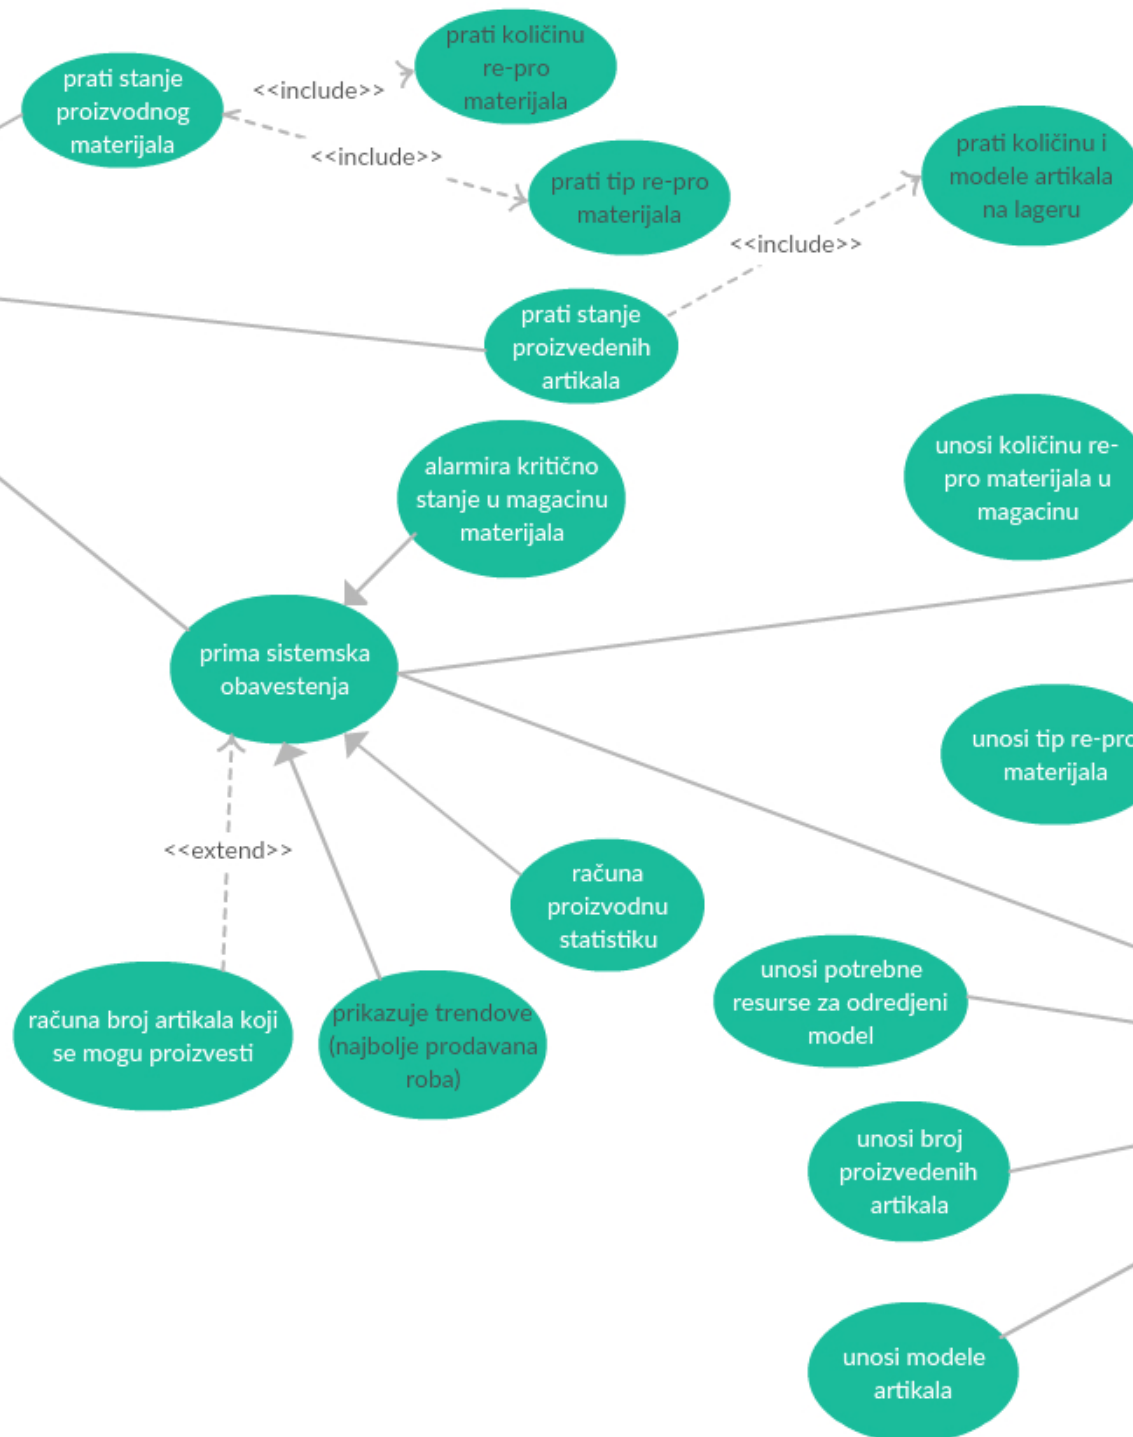 prati količinu
re-pro
materijala
prati stanje
proizvodnog
materijala
<<include>>
<<include>>
prati tip re-pro
materijala
prati količinu i
modele artikala
na lageru
<<include>>
prati stanje
proizvedenih
artikala
alarmira kritično
stanje u magacinu
materijala
unosi količinu re-
pro materijala u
magacinu
prima sistemska
obavestenja
unosi tip re-pro
materijala
<<extend>>
računa
proizvodnu
statistiku
unosi potrebne
resurse za odredjeni
model
računa broj artikala koji
se mogu proizvesti
prikazuje trendove
(najbolje prodavana
roba)
unosi broj
proizvedenih
artikala
unosi modele
artikala